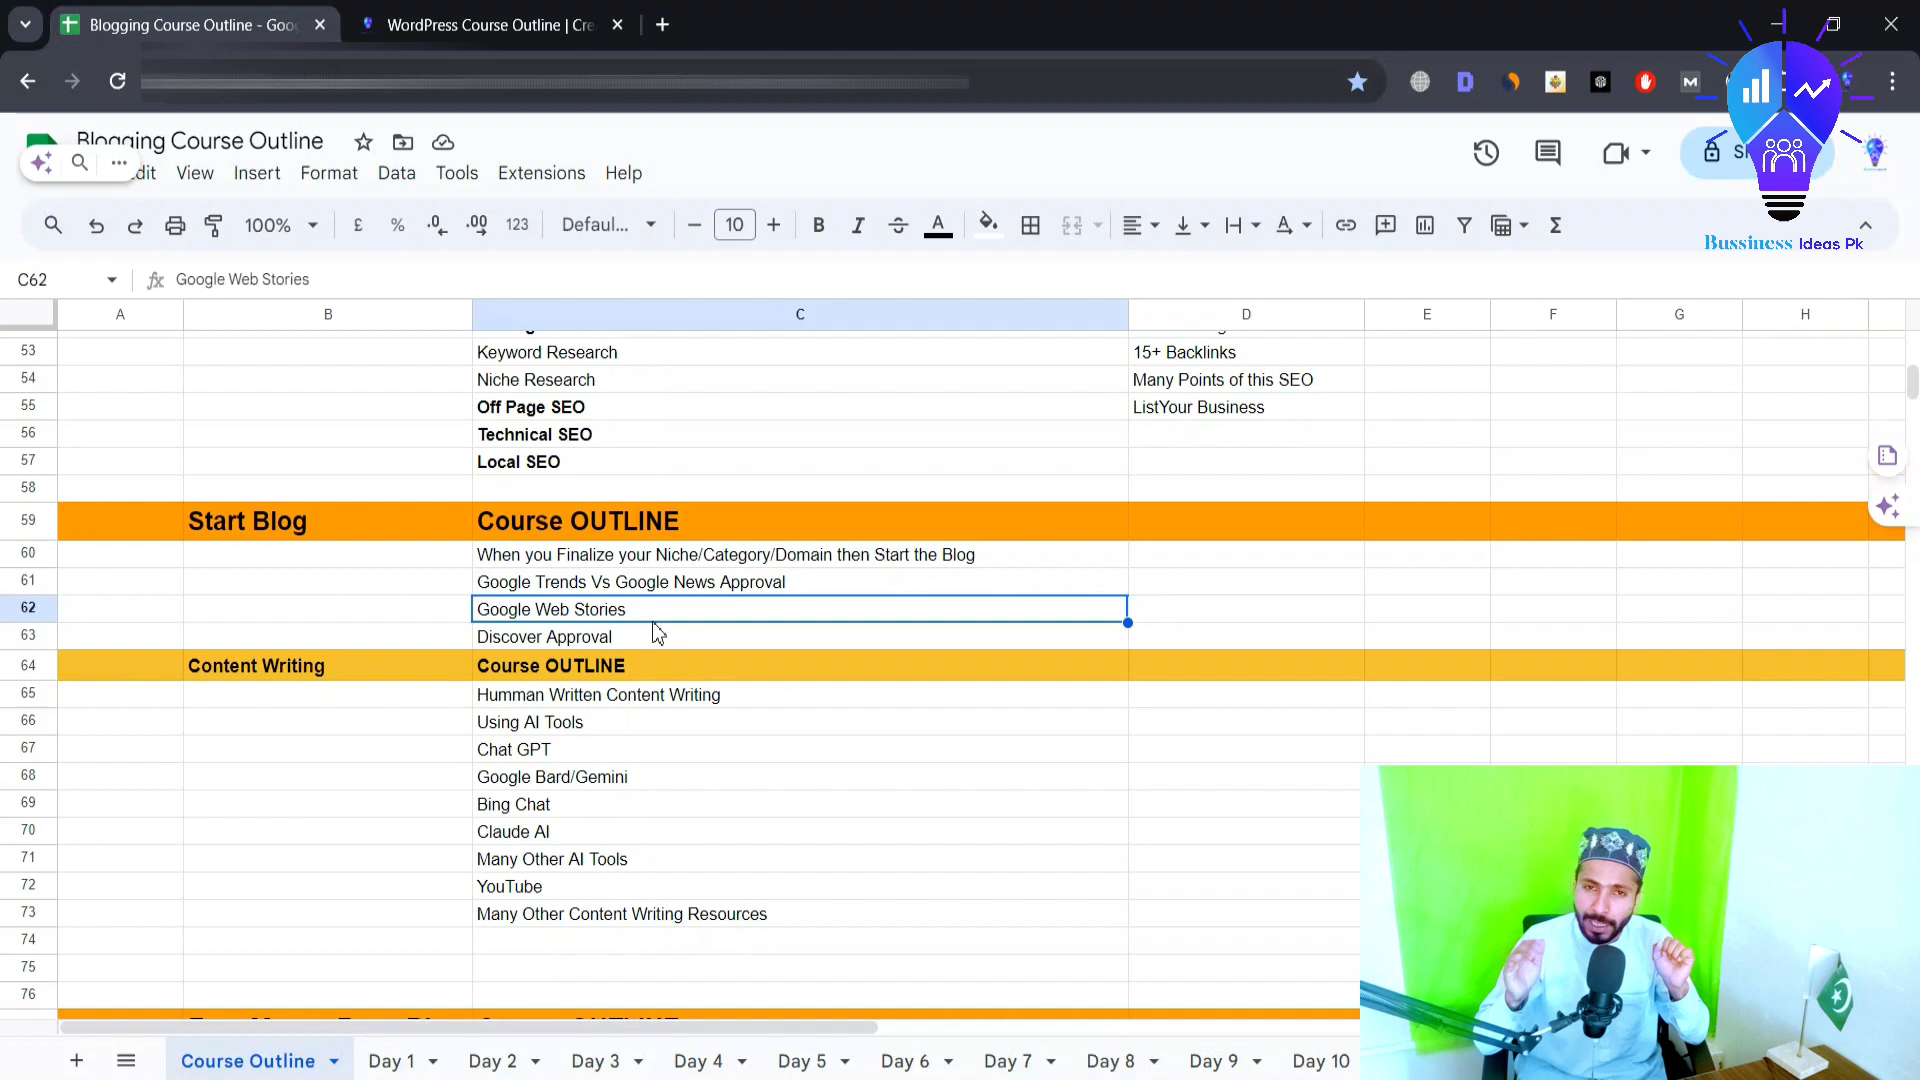 Blogging Course Outline - Goo
WordPress Course Outline | Cre
Blogging Course Outline
dit View Insert Format Data Tools Extensions Help
100% £ % .0 .00 123 Defaul... 10 B I A
Bussiness Ideas Pk
C62 Google Web Stories
A B C D E F G H
53 Keyword Research 15+ Backlinks
54 Niche Research Many Points of this SEO
55 Off Page SEO ListYour Business
56 Technical SEO
57 Local SEO
58
59 Start Blog Course OUTLINE
60 When you Finalize your Niche/Category/Domain then Start the Blog
61 Google Trends Vs Google News Approval
62 Google Web Stories
63 Discover Approval
64 Content Writing Course OUTLINE
65 Humman Written Content Writing
66 Using AI Tools
67 Chat GPT
68 Google Bard/Gemini
69 Bing Chat
70 Claude AI
71 Many Other AI Tools
72 YouTube
73 Many Other Content Writing Resources
74
75
76
Course Outline Day 1 Day 2 Day 3 Day 4 Day 5 Day 6 Day 7 Day 8 Day 9 Day 10